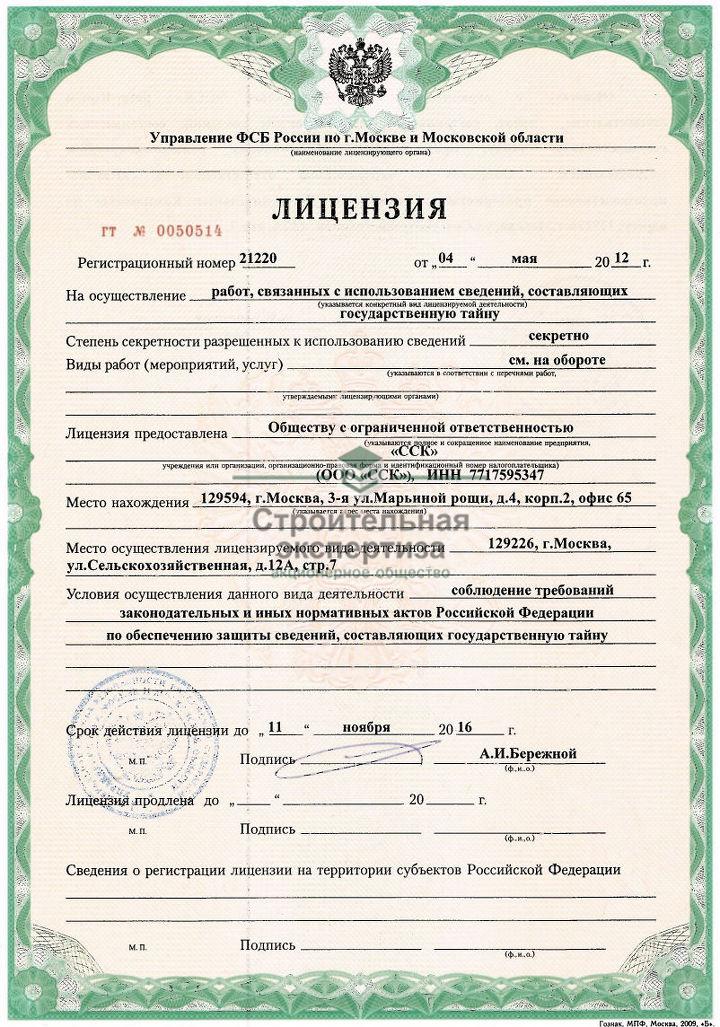 Управление ФСБ России по г.Москве и Московской области
(наименование лицензирующего органа)
ЛИЦЕНЗИЯ
ГТ № 0050514
Регистрационный номер 21220 от „04 “ мая 20 12 г.
На осуществление работ, связанных с использованием сведений, составляющих
(указывается конкретный вид лицензируемой деятельности)
государственную тайну
Степень секретности разрешенных к использованию сведений секретно
Виды работ (мероприятий, услуг) см. на обороте
(указываются в соответствии с перечнями работ,
утверждаемыми лицензирующими органами)
Лицензия предоставлена Обществу с ограниченной ответственностью
(указываются полное и сокращенное наименование предприятия,
«ССК»
учреждения или организации, организационно-правовая форма и идентификационный номер налогоплательщика)
(ООО «ССК»), ИНН 7717595347
Место нахождения 129594, г.Москва, 3-я ул.Марьиной рощи, д.4, корп.2, офис 65
(указывается адрес места нахождения)
Строительная
экспертиза
акционерное общество
Место осуществления лицензируемого вида деятельности 129226, г.Москва,
ул.Сельскохозяйственная, д.12А, стр.7
Условия осуществления данного вида деятельности соблюдение требований
законодательных и иных нормативных актов Российской Федерации
по обеспечению защиты сведений, составляющих государственную тайну
Срок действия лицензии до „ 11 “ ноября 20 16 г.
м.п. Подпись А.И.Бережной
(ф.и.о.)
Лицензия продлена до „ “ 20 г.
м.п. Подпись
(ф.и.о.)
Сведения о регистрации лицензии на территории субъектов Российской Федерации
м.п. Подпись
(ф.и.о.)
Гознак, МПФ, Москва, 2009, «В».